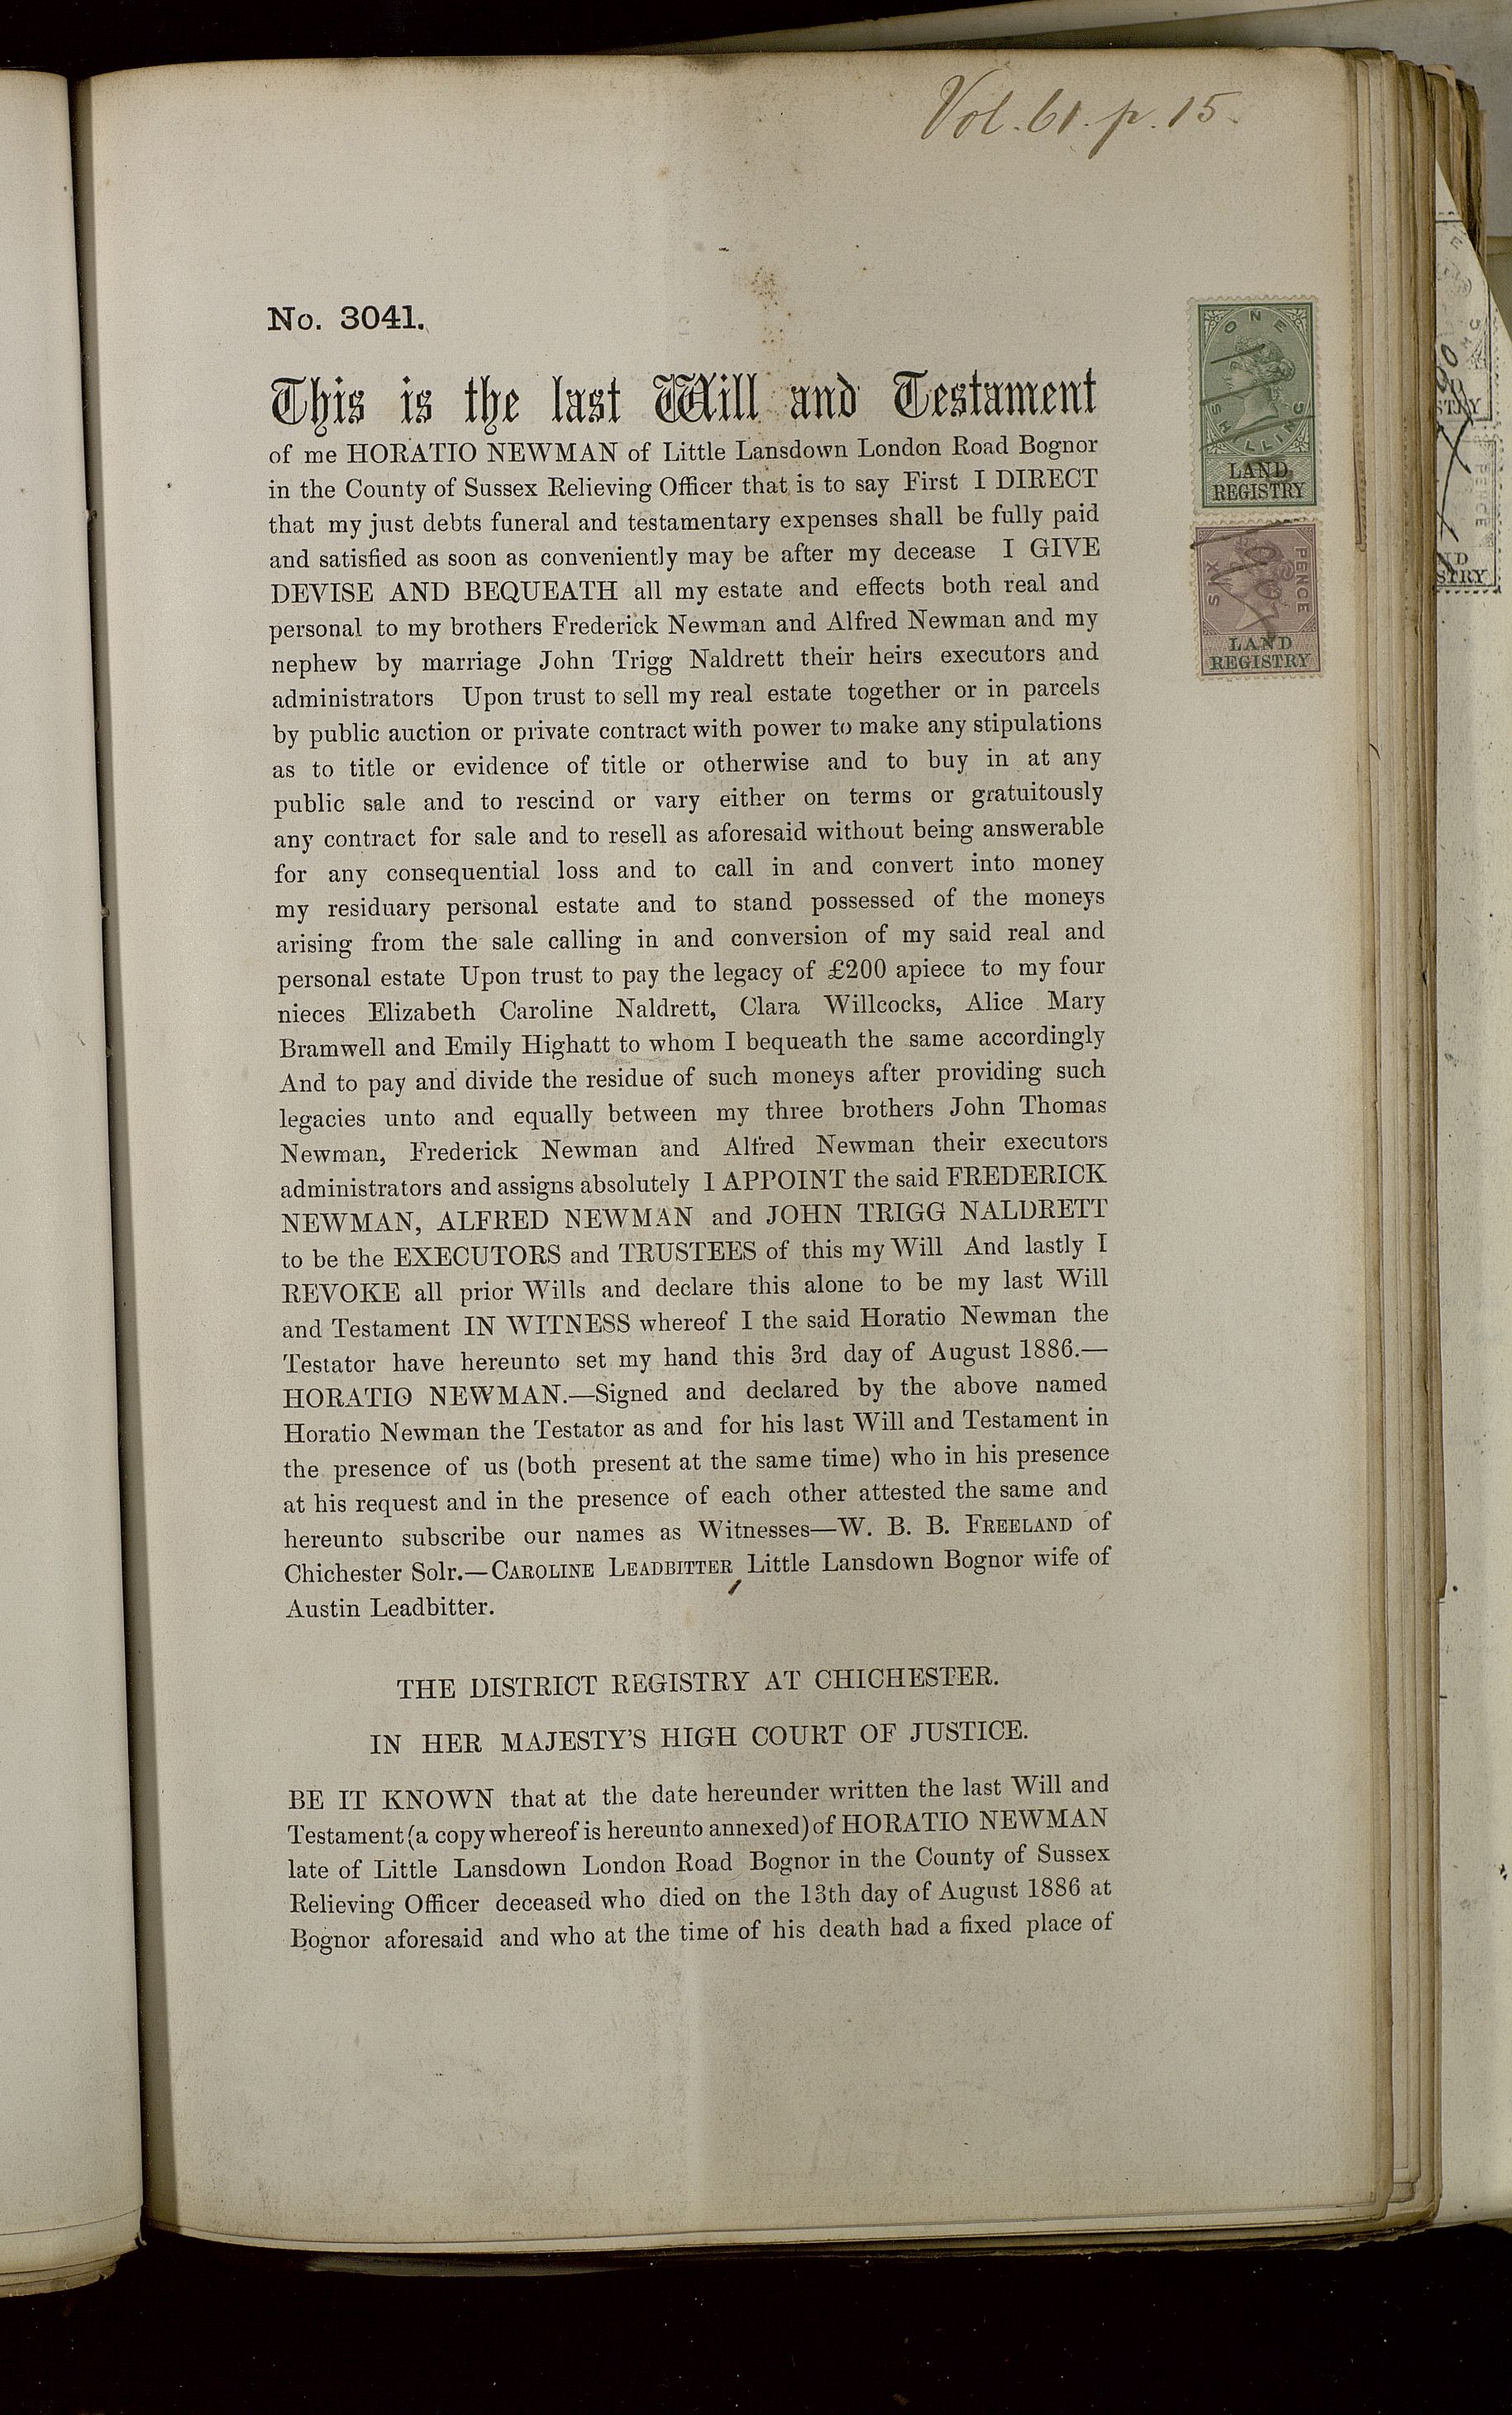 Vol. 61. p. 15.
No. 3041.
This is the last Will and Testament
of me HORATIO NEWMAN of Little Lansdown London Road Bognor
in the County of Sussex Relieving Officer that is to say First I DIRECT
that my just debts funeral and testamentary expenses shall be fully paid
and satisfied as soon as conveniently may be after my decease I GIVE
DEVISE AND BEQUEATH all my estate and effects both real and
personal to my brothers Frederick Newman and Alfred Newman and my
nephew by marriage John Trigg Naldrett their heirs executors and
administrators Upon trust to sell my real estate together or in parcels
by public auction or private contract with power to make any stipulations
as to title or evidence of title or otherwise and to buy in at any
public sale and to rescind or vary either on terms or gratuitously
any contract for sale and to resell as aforesaid without being answerable
for any consequential loss and to call in and convert into money
my residuary personal estate and to stand possessed of the moneys
arising from the sale calling in and conversion of my said real and
personal estate Upon trust to pay the legacy of £200 apiece to my four
nieces Elizabeth Caroline Naldrett, Clara Willcocks, Alice Mary
Bramwell and Emily Highatt to whom I bequeath the same accordingly
And to pay and divide the residue of such moneys after providing such
legacies unto and equally between my three brothers John Thomas
Newman, Frederick Newman and Alfred Newman their executors
administrators and assigns absolutely I APPOINT the said FREDERICK
NEWMAN, ALFRED NEWMAN and JOHN TRIGG NALDRETT
to be the EXECUTORS and TRUSTEES of this my Will And lastly I
REVOKE all prior Wills and declare this alone to be my last Will
and Testament IN WITNESS whereof I the said Horatio Newman the
Testator have hereunto set my hand this 3rd day of August 1886.—
HORATIO NEWMAN.—Signed and declared by the above named
Horatio Newman the Testator as and for his last Will and Testament in
the presence of us (both present at the same time) who in his presence
at his request and in the presence of each other attested the same and
hereunto subscribe our names as Witnesses—W. B. B. FREELAND of
Chichester Solr.—CAROLINE LEADBITTER Little Lansdown Bognor wife of
Austin Leadbitter.
THE DISTRICT REGISTRY AT CHICHESTER.
IN HER MAJESTY'S HIGH COURT OF JUSTICE.
BE IT KNOWN that at the date hereunder written the last Will and
Testament (a copy whereof is hereunto annexed) of HORATIO NEWMAN
late of Little Lansdown London Road Bognor in the County of Sussex
Relieving Officer deceased who died on the 13th day of August 1886 at
Bognor aforesaid and who at the time of his death had a fixed place of
ONE
SHILLING
LAND
REGISTRY
SIX
PENCE
LAND
REGISTRY